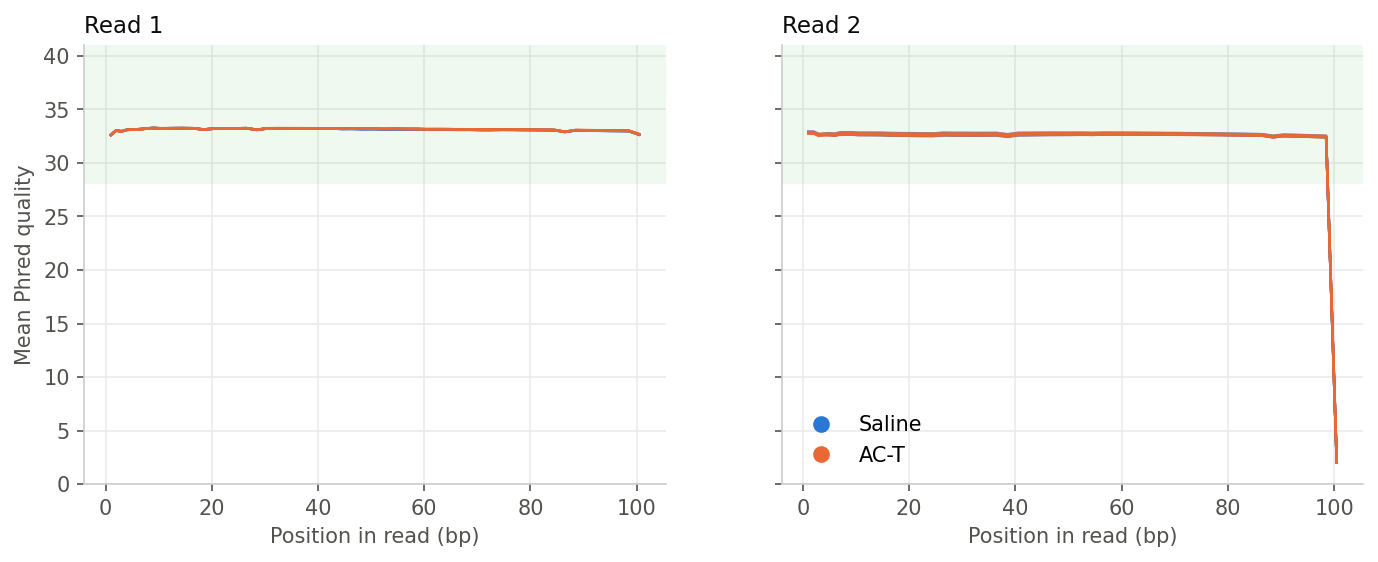 Read 1
Read 2
40
35
30
25
20
15
10
5
0
Mean Phred quality
Saline
AC-T
0 20 40 60 80 100
0 20 40 60 80 100
Position in read (bp)
Position in read (bp)